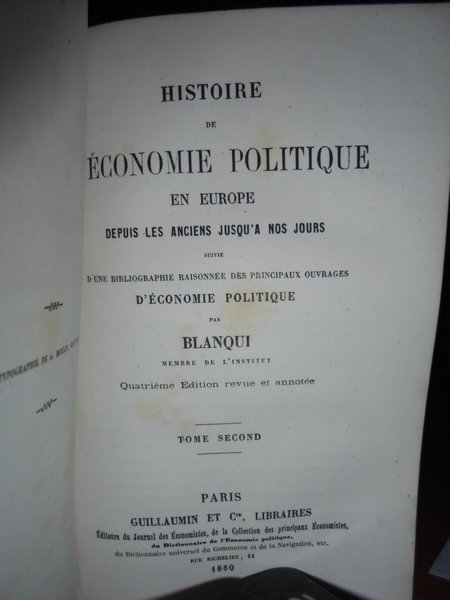 TYPOGRAPHIE DE A.
HISTOIRE
DE
ÉCONOMIE POLITIQUE
EN EUROPE
DEPUIS LES ANCIENS JUSQU'A NOS JOURS
SUIVIE
D'UNE BIBLIOGRAPHIE RAISONNÉE DES PRINCIPAUX OUVRAGES
D'ÉCONOMIE POLITIQUE
PAR
BLANQUI
MEMBRE DE L'INSTITUT
Quatrième Édition revue et annotée
TOME SECOND
PARIS
GUILLAUMIN ET Cie, LIBRAIRES
Éditeurs du Journal des Économistes, de la Collection des principaux Économistes,
du Dictionnaire de l'Économie politique,
du Dictionnaire universel du Commerce et de la Navigation, etc.
RUE RICHELIEU, 14
1860